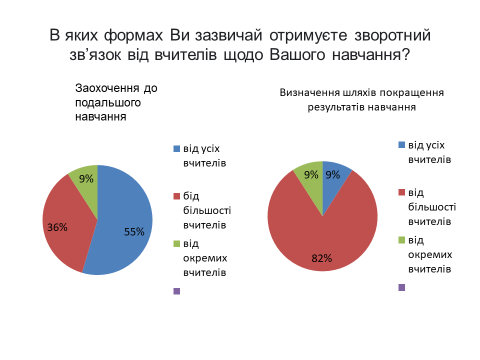 В яких формах Ви зазвичай отримуєте зворотний
зв’язок від вчителів щодо Вашого навчання?
Заохочення до
подальшого
навчання
9%
36%
55%
від усіх
вчителів
бід
більшості
вчителів
від
окремих
вчителів
Визначення шляхів покращення
результатів навчання
9%
9%
82%
від усіх
вчителів
від
більшості
вчителів
від
окремих
вчителів